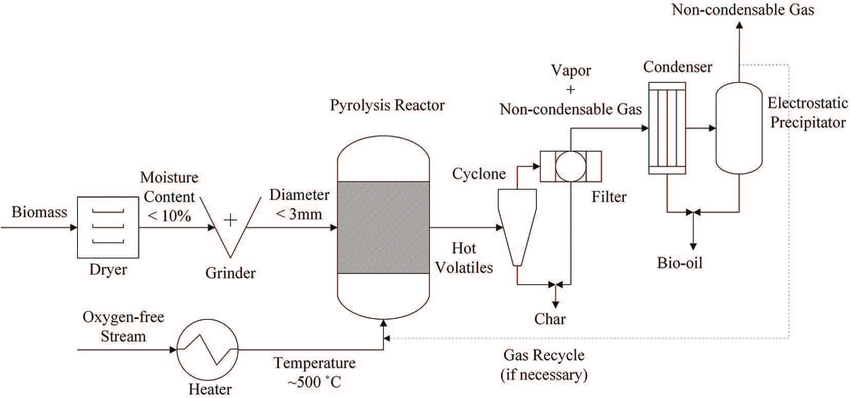 Non-condensable Gas
Vapor
+
Non-condensable Gas
Condenser
Electrostatic
Precipitator
Pyrolysis Reactor
Cyclone
Filter
Moisture
Content
< 10%
Diameter
< 3mm
Biomass
+
Dryer
Grinder
Hot
Volatiles
Bio-oil
Char
Oxygen-free
Stream
Heater
Temperature
~500 °C
Gas Recycle
(if necessary)